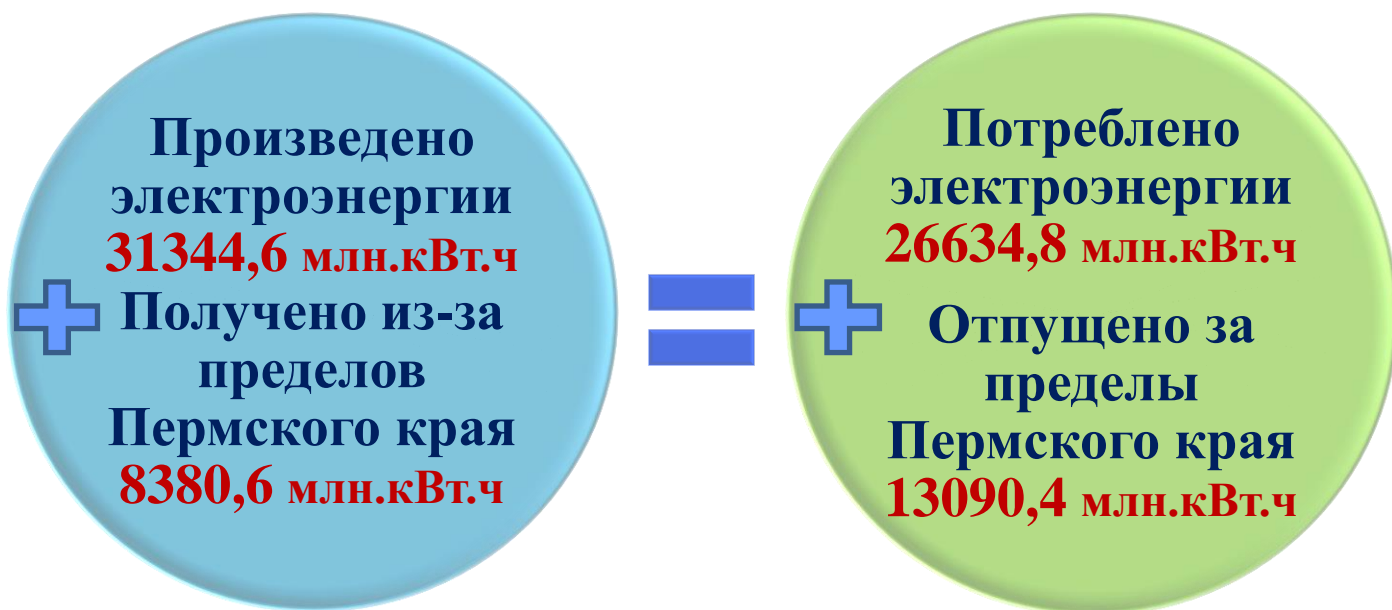 Произведено
электроэнергии
31344,6 млн.кВт.ч
Получено из-за
пределов
Пермского края
8380,6 млн.кВт.ч
Потреблено
электроэнергии
26634,8 млн.кВт.ч
Отпущено за
пределы
Пермского края
13090,4 млн.кВт.ч